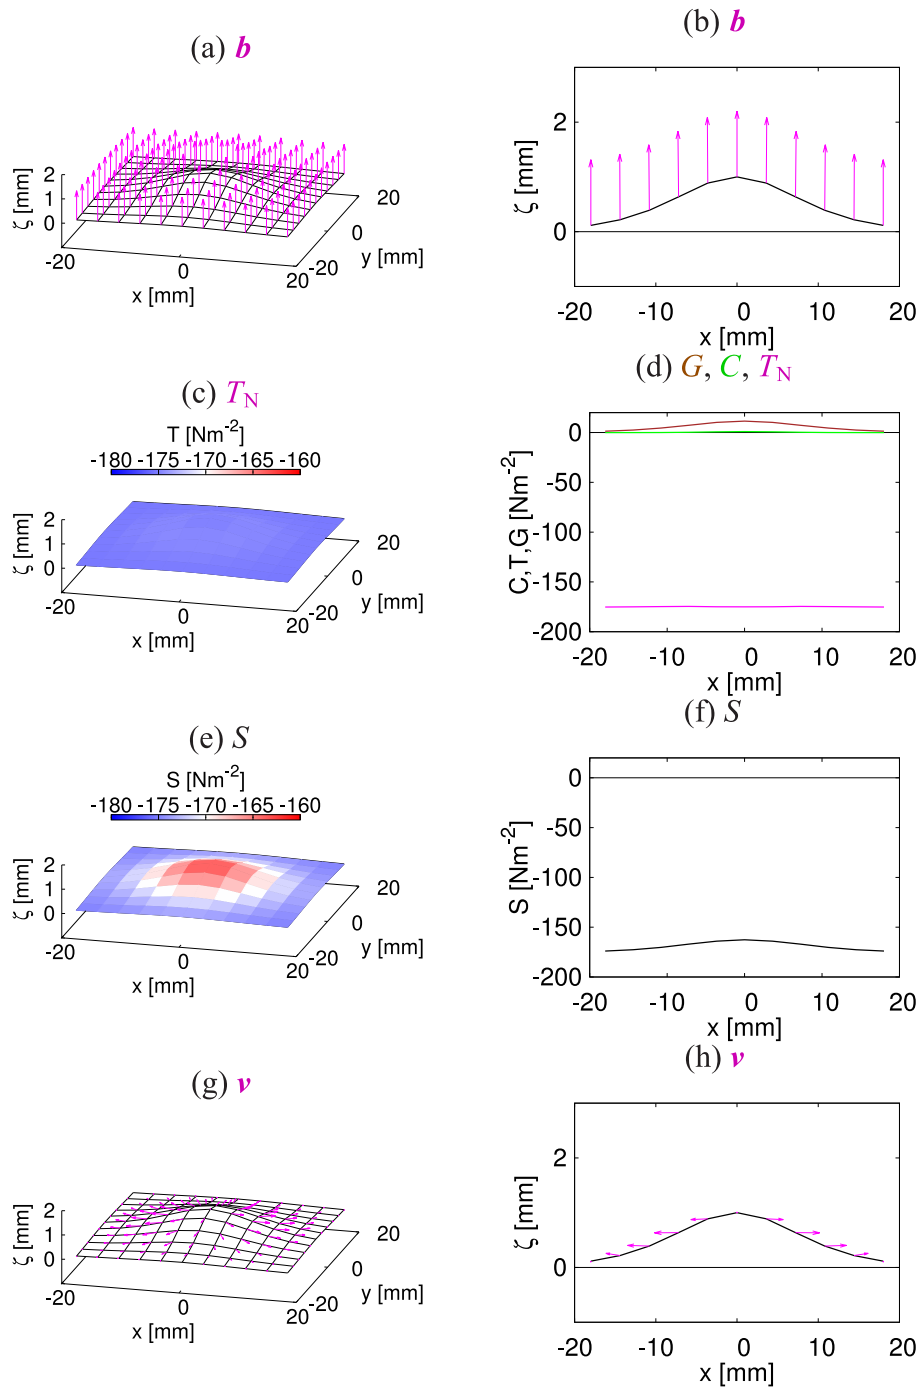 (a) b
ζ [mm]
2
1
0
-20
0
20
x [mm]
-20
0
20
y [mm]
(b) b
ζ [mm]
2
0
-20 -10 0 10 20
x [mm]
(c) T_N
T [Nm-2]
-180 -175 -170 -165 -160
ζ [mm]
2
1
0
-20
0
20
x [mm]
-20
0
20
y [mm]
(d) G, C, T_N
C,T,G [Nm-2]
0
-50
-100
-150
-200
-20 -10 0 10 20
x [mm]
(e) S
S [Nm-2]
-180 -175 -170 -165 -160
ζ [mm]
2
1
0
-20
0
20
x [mm]
-20
0
20
y [mm]
(f) S
S [Nm-2]
0
-50
-100
-150
-200
-20 -10 0 10 20
x [mm]
(g) v
ζ [mm]
2
1
0
-20
0
20
x [mm]
-20
0
20
y [mm]
(h) v
ζ [mm]
2
0
-20 -10 0 10 20
x [mm]